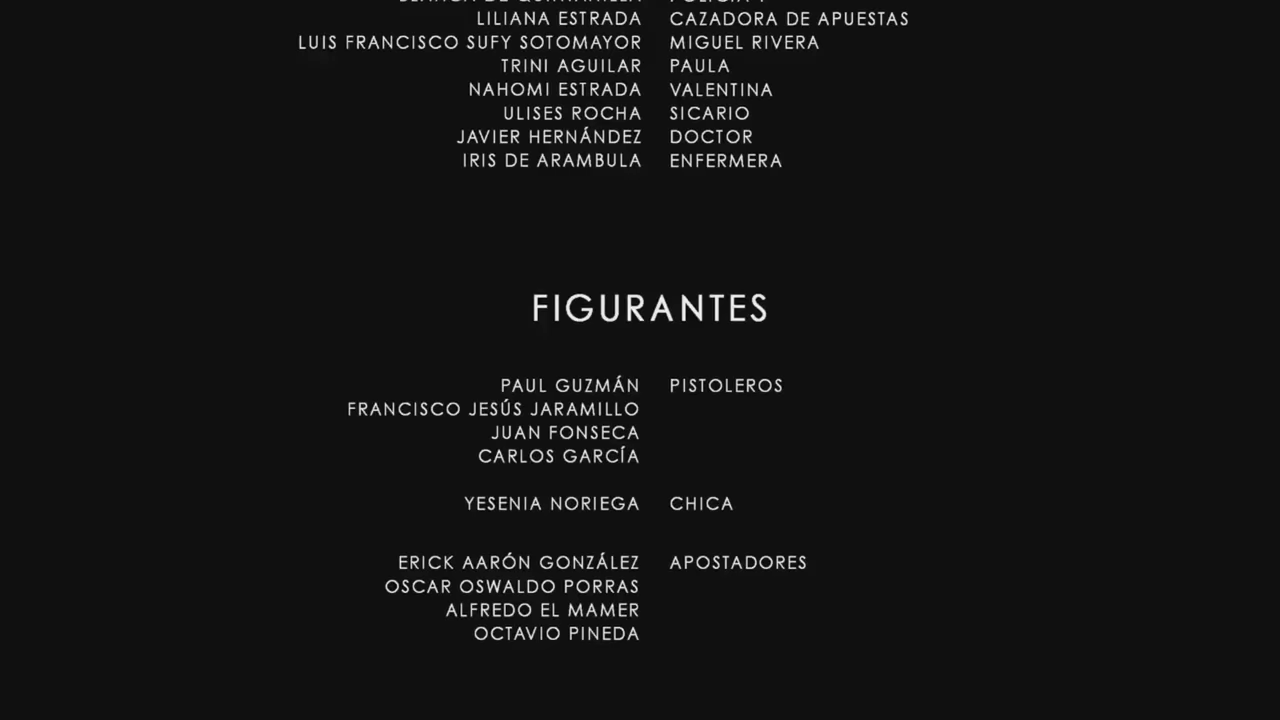 LILIANA ESTRADA CAZADORA DE APUESTAS
LUIS FRANCISCO SUFY SOTOMAYOR MIGUEL RIVERA
TRINI AGUILAR PAULA
NAHOMI ESTRADA VALENTINA
ULISES ROCHA SICARIO
JAVIER HERNÁNDEZ DOCTOR
IRIS DE ARAMBULA ENFERMERA
FIGURANTES
PAUL GUZMÁN PISTOLEROS
FRANCISCO JESÚS JARAMILLO
JUAN FONSECA
CARLOS GARCÍA
YESENIA NORIEGA CHICA
ERICK AARÓN GONZÁLEZ APOSTADORES
OSCAR OSWALDO PORRAS
ALFREDO EL MAMER
OCTAVIO PINEDA